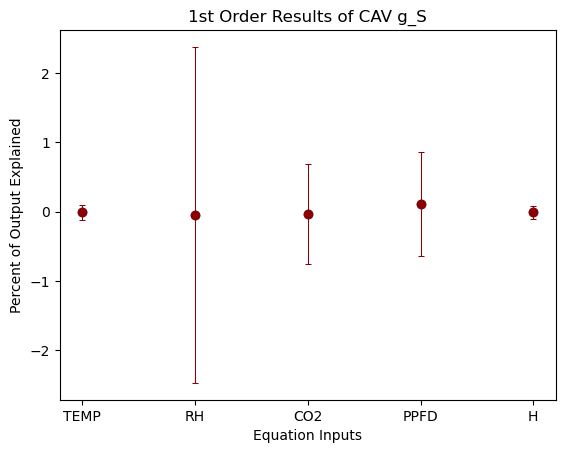 1st Order Results of CAV g_S
Percent of Output Explained
2
1
0
−1
−2
TEMP RH CO2 PPFD H
Equation Inputs